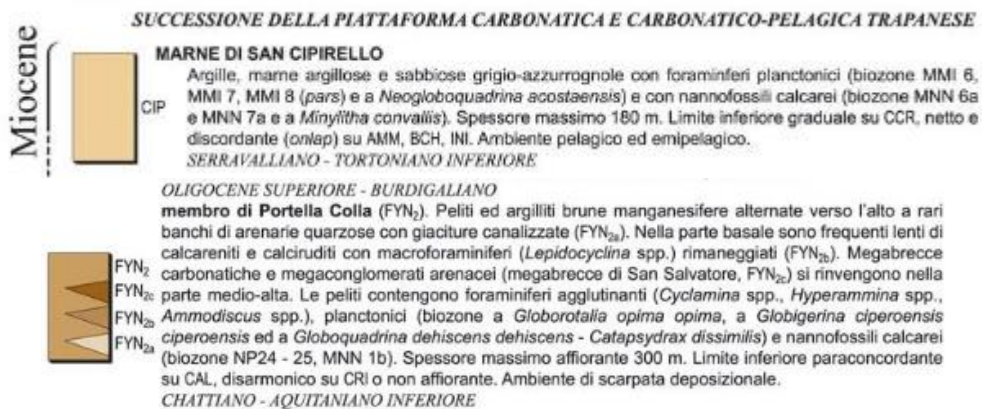 SUCCESSIONE DELLA PIATTAFORMA CARBONATICA E CARBONATICO-PELAGICA TRAPANESE
Miocene
MARNE DI SAN CIPIRELLO
CIP
Argille, marne argillose e sabbiose grigio-azzurrognole con foraminferi planctonici (biozone MMI 6,
MMI 7, MMI 8 (pars) e a Neogloboquadrina acostaensis) e con nannofossili calcarei (biozone MNN 6a
e MNN 7a e a Minylitha convallis). Spessore massimo 180 m. Limite inferiore graduale su CCR, netto e
discordante (onlap) su AMM, BCH, INI. Ambiente pelagico ed emipelagico.
SERRAVALLIANO - TORTONIANO INFERIORE
OLIGOCENE SUPERIORE - BURDIGALIANO
membro di Portella Colla (FYN2). Peliti ed argilliti brune manganesifere alternate verso l'alto a rari
banchi di arenarie quarzose con giaciture canalizzate (FYN2a). Nella parte basale sono frequenti lenti di
calcareniti e calciruditi con macroforaminiferi (Lepidocyclina spp.) rimaneggiati (FYN2b). Megabrecce
carbonatiche e megaconglomerati arenacei (megabrecce di San Salvatore, FYN2c) si rinvengono nella
parte medio-alta. Le peliti contengono foraminiferi agglutinanti (Cyclamina spp., Hyperammina spp.,
Ammodiscus spp.), planctonici (biozone a Globorotalia opima opima, a Globigerina ciperoensis
ciperoensis ed a Globoquadrina dehiscens dehiscens - Catapsydrax dissimilis) e nannofossili calcarei
(biozone NP24 - 25, MNN 1b). Spessore massimo affiorante 300 m. Limite inferiore paraconcordante
su CAL, disarmonico su CRI o non affiorante. Ambiente di scarpata deposizionale.
CHATTIANO - AQUITANIANO INFERIORE
FYN2
FYN2c
FYN2b
FYN2a